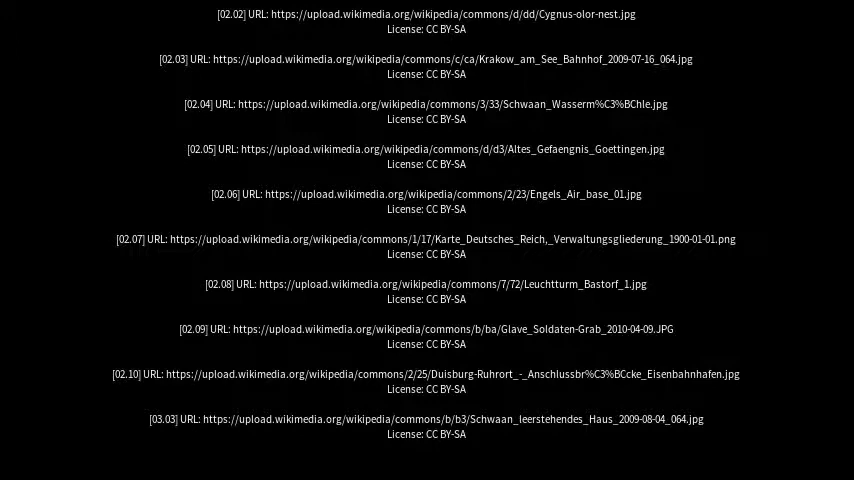 [02.02] URL: https://upload.wikimedia.org/wikipedia/commons/d/dd/Cygnus-olor-nest.jpg
License: CC BY-SA
[02.03] URL: https://upload.wikimedia.org/wikipedia/commons/c/ca/Krakow_am_See_Bahnhof_2009-07-16_064.jpg
License: CC BY-SA
[02.04] URL: https://upload.wikimedia.org/wikipedia/commons/3/33/Schwaan_Wasserm%C3%BChle.jpg
License: CC BY-SA
[02.05] URL: https://upload.wikimedia.org/wikipedia/commons/d/d3/Altes_Gefaengnis_Goettingen.jpg
License: CC BY-SA
[02.06] URL: https://upload.wikimedia.org/wikipedia/commons/2/23/Engels_Air_base_01.jpg
License: CC BY-SA
[02.07] URL: https://upload.wikimedia.org/wikipedia/commons/1/17/Karte_Deutsches_Reich,_Verwaltungsgliederung_1900-01-01.png
License: CC BY-SA
[02.08] URL: https://upload.wikimedia.org/wikipedia/commons/7/72/Leuchtturm_Bastorf_1.jpg
License: CC BY-SA
[02.09] URL: https://upload.wikimedia.org/wikipedia/commons/b/ba/Glave_Soldaten-Grab_2010-04-09.JPG
License: CC BY-SA
[02.10] URL: https://upload.wikimedia.org/wikipedia/commons/2/25/Duisburg-Ruhrort_-_Anschlussbr%C3%BCcke_Eisenbahnhafen.jpg
License: CC BY-SA
[03.03] URL: https://upload.wikimedia.org/wikipedia/commons/b/b3/Schwaan_leerstehendes_Haus_2009-08-04_064.jpg
License: CC BY-SA